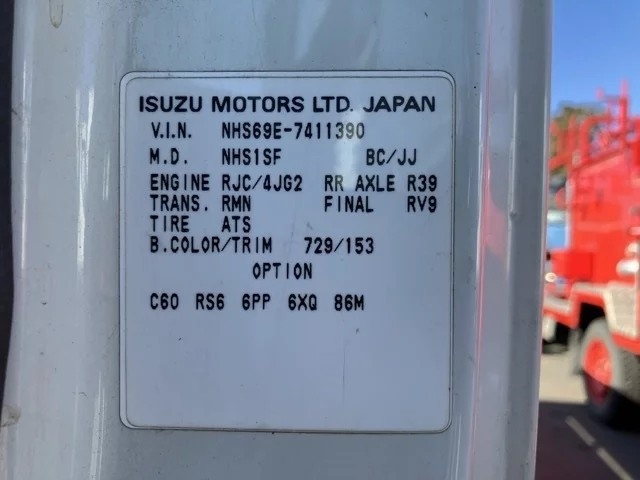 ISUZU MOTORS LTD. JAPAN
V.I.N. NHS69E-7411390
M.D. NHS1SF BC/JJ
ENGINE RJC/4JG2 RR AXLE R39
TRANS. RMN FINAL RV9
TIRE ATS
B.COLOR/TRIM 729/153
OPTION
C60 RS6 6PP 6XQ 86M